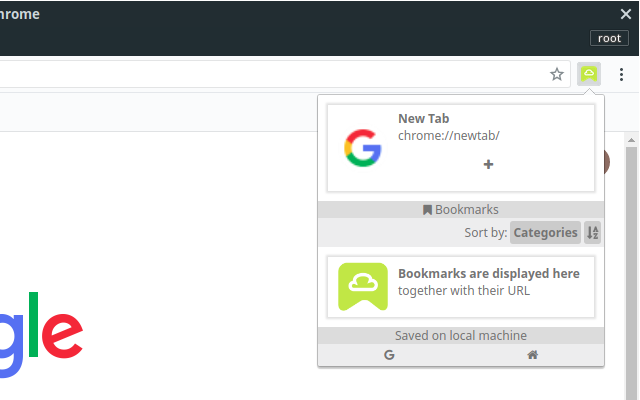 hrome
root
New Tab
chrome://newtab/
Bookmarks
Sort by: Categories
Bookmarks are displayed here
together with their URL
gle
Saved on local machine